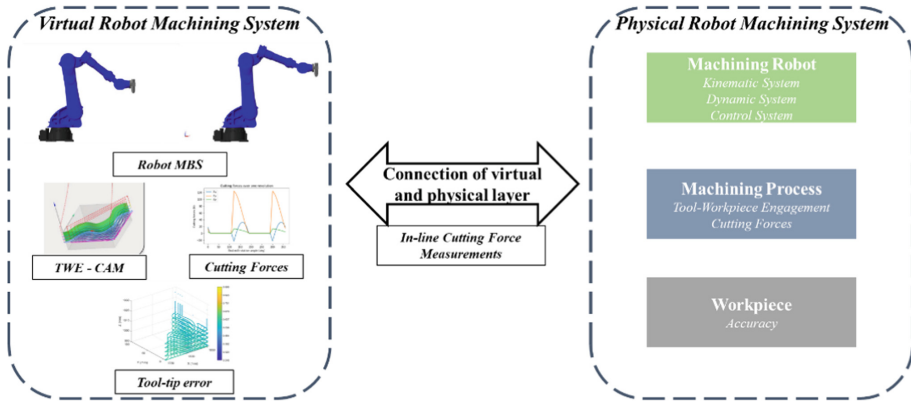 Virtual Robot Machining System
Robot MBS
TWE - CAM
Cutting Forces
Tool-tip error
Connection of virtual
and physical layer
In-line Cutting Force
Measurements
Physical Robot Machining System
Machining Robot
Kinematic System
Dynamic System
Control System
Machining Process
Tool-Workpiece Engagement
Cutting Forces
Workpiece
Accuracy